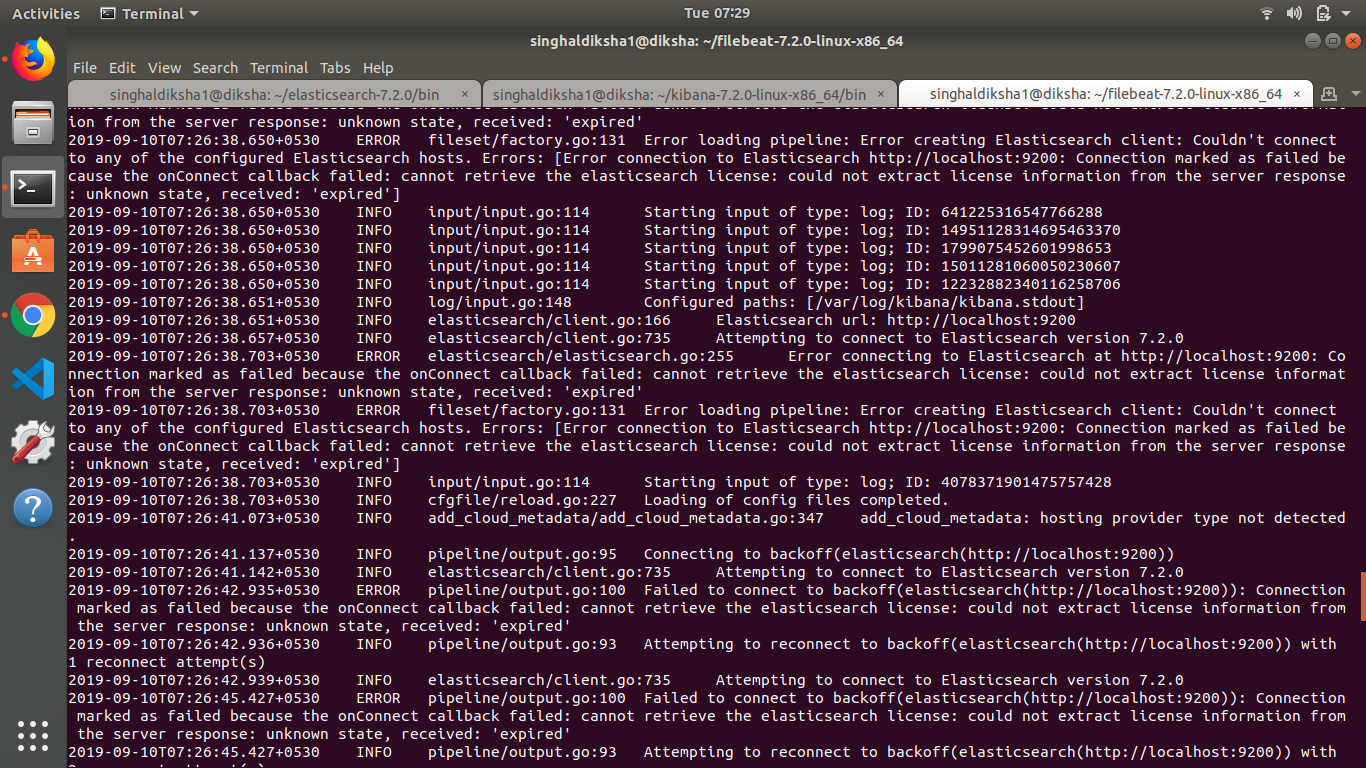 Activities Terminal Tue 07:29
singhaldiksha1@diksha: ~/filebeat-7.2.0-linux-x86_64
File Edit View Search Terminal Tabs Help
singhaldiksha1@diksha: ~/elasticsearch-7.2.0/bin × singhaldiksha1@diksha: ~/kibana-7.2.0-linux-x86_64/bin × singhaldiksha1@diksha: ~/filebeat-7.2.0-linux-x86_64 ×
ion from the server response: unknown state, received: 'expired'
2019-09-10T07:26:38.650+0530 ERROR fileset/factory.go:131 Error loading pipeline: Error creating Elasticsearch client: Couldn't connect
to any of the configured Elasticsearch hosts. Errors: [Error connection to Elasticsearch http://localhost:9200: Connection marked as failed be
cause the onConnect callback failed: cannot retrieve the elasticsearch license: could not extract license information from the server response
: unknown state, received: 'expired']
2019-09-10T07:26:38.650+0530 INFO input/input.go:114 Starting input of type: log; ID: 641225316547766288
2019-09-10T07:26:38.650+0530 INFO input/input.go:114 Starting input of type: log; ID: 14951128314695463370
2019-09-10T07:26:38.650+0530 INFO input/input.go:114 Starting input of type: log; ID: 1799075452601998653
2019-09-10T07:26:38.650+0530 INFO input/input.go:114 Starting input of type: log; ID: 15011281060050230607
2019-09-10T07:26:38.650+0530 INFO input/input.go:114 Starting input of type: log; ID: 12232882340116258706
2019-09-10T07:26:38.651+0530 INFO log/input.go:148 Configured paths: [/var/log/kibana/kibana.stdout]
2019-09-10T07:26:38.651+0530 INFO elasticsearch/client.go:166 Elasticsearch url: http://localhost:9200
2019-09-10T07:26:38.657+0530 INFO elasticsearch/client.go:735 Attempting to connect to Elasticsearch version 7.2.0
2019-09-10T07:26:38.703+0530 ERROR elasticsearch/elasticsearch.go:255 Error connecting to Elasticsearch at http://localhost:9200: Co
nnection marked as failed because the onConnect callback failed: cannot retrieve the elasticsearch license: could not extract license informat
ion from the server response: unknown state, received: 'expired'
2019-09-10T07:26:38.703+0530 ERROR fileset/factory.go:131 Error loading pipeline: Error creating Elasticsearch client: Couldn't connect
to any of the configured Elasticsearch hosts. Errors: [Error connection to Elasticsearch http://localhost:9200: Connection marked as failed be
cause the onConnect callback failed: cannot retrieve the elasticsearch license: could not extract license information from the server response
: unknown state, received: 'expired']
2019-09-10T07:26:38.703+0530 INFO input/input.go:114 Starting input of type: log; ID: 4078371901475757428
2019-09-10T07:26:38.703+0530 INFO cfgfile/reload.go:227 Loading of config files completed.
2019-09-10T07:26:41.073+0530 INFO add_cloud_metadata/add_cloud_metadata.go:347 add_cloud_metadata: hosting provider type not detected
.
2019-09-10T07:26:41.137+0530 INFO pipeline/output.go:95 Connecting to backoff(elasticsearch(http://localhost:9200))
2019-09-10T07:26:41.142+0530 INFO elasticsearch/client.go:735 Attempting to connect to Elasticsearch version 7.2.0
2019-09-10T07:26:42.935+0530 ERROR pipeline/output.go:100 Failed to connect to backoff(elasticsearch(http://localhost:9200)): Connection
marked as failed because the onConnect callback failed: cannot retrieve the elasticsearch license: could not extract license information from
the server response: unknown state, received: 'expired'
2019-09-10T07:26:42.936+0530 INFO pipeline/output.go:93 Attempting to reconnect to backoff(elasticsearch(http://localhost:9200)) with
1 reconnect attempt(s)
2019-09-10T07:26:42.939+0530 INFO elasticsearch/client.go:735 Attempting to connect to Elasticsearch version 7.2.0
2019-09-10T07:26:45.427+0530 ERROR pipeline/output.go:100 Failed to connect to backoff(elasticsearch(http://localhost:9200)): Connection
marked as failed because the onConnect callback failed: cannot retrieve the elasticsearch license: could not extract license information from
the server response: unknown state, received: 'expired'
2019-09-10T07:26:45.427+0530 INFO pipeline/output.go:93 Attempting to reconnect to backoff(elasticsearch(http://localhost:9200)) with